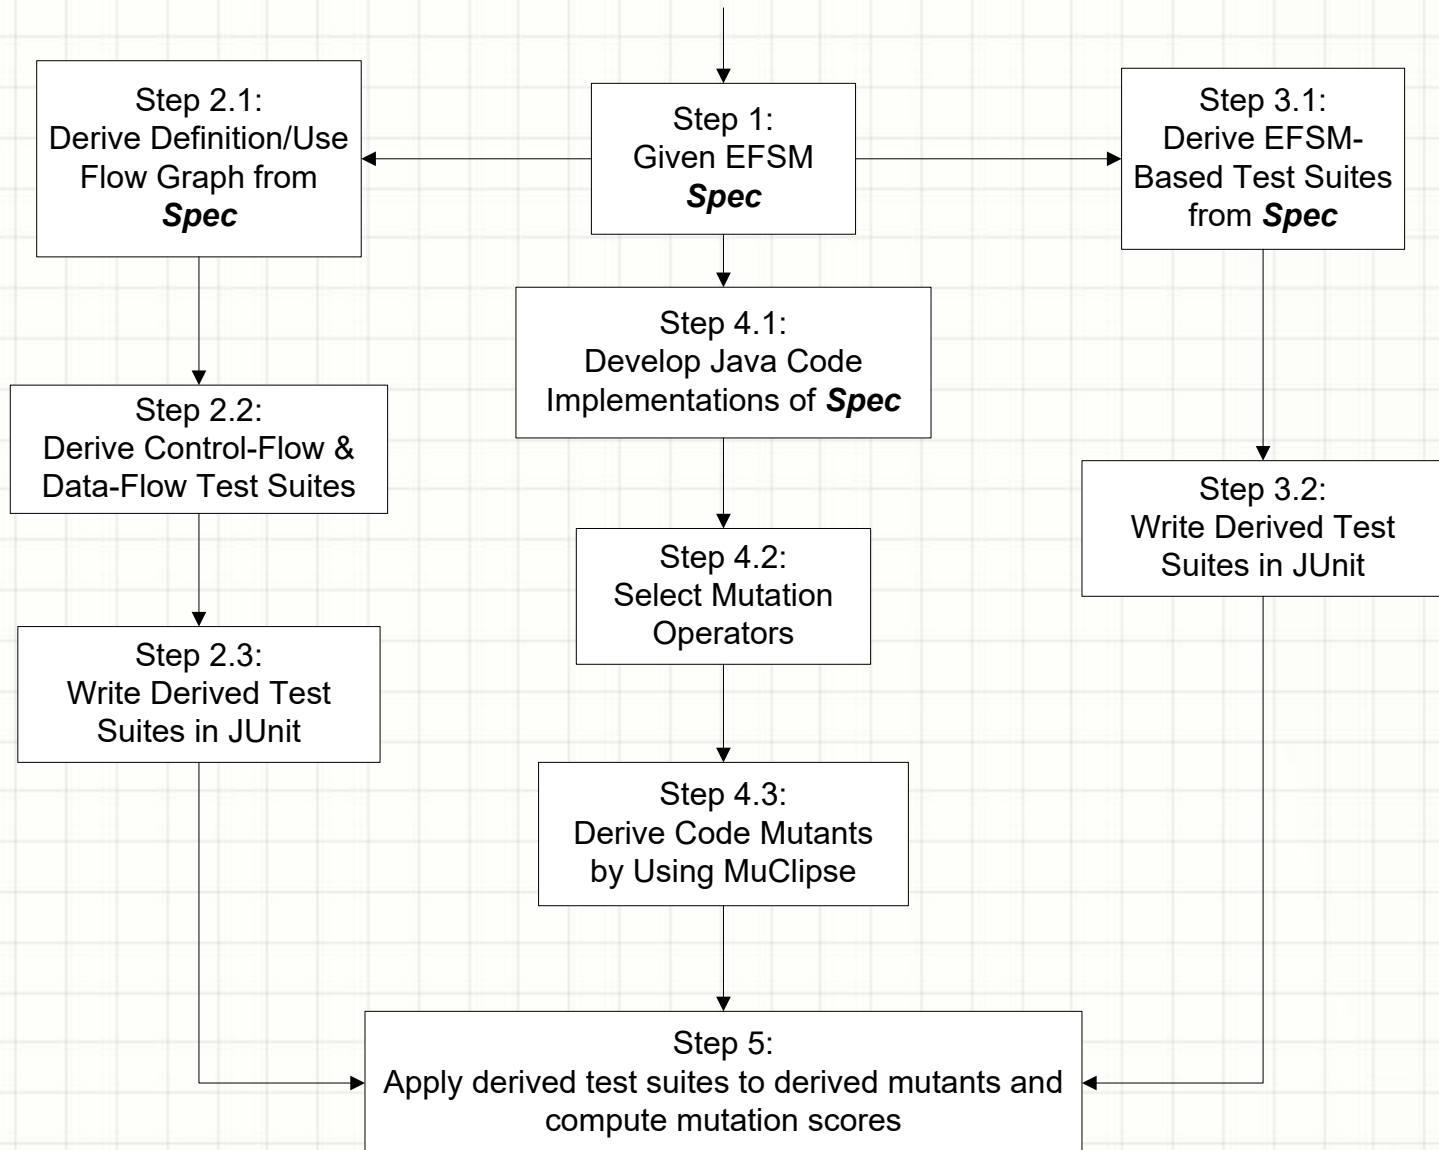 Step 2.1:
Derive Definition/Use
Flow Graph from
Spec
Step 1:
Given EFSM
Spec
Step 3.1:
Derive EFSM-
Based Test Suites
from Spec
Step 4.1:
Develop Java Code
Implementations of Spec
Step 2.2:
Derive Control-Flow &
Data-Flow Test Suites
Step 3.2:
Write Derived Test
Suites in JUnit
Step 4.2:
Select Mutation
Operators
Step 2.3:
Write Derived Test
Suites in JUnit
Step 4.3:
Derive Code Mutants
by Using MuClipse
Step 5:
Apply derived test suites to derived mutants and
compute mutation scores